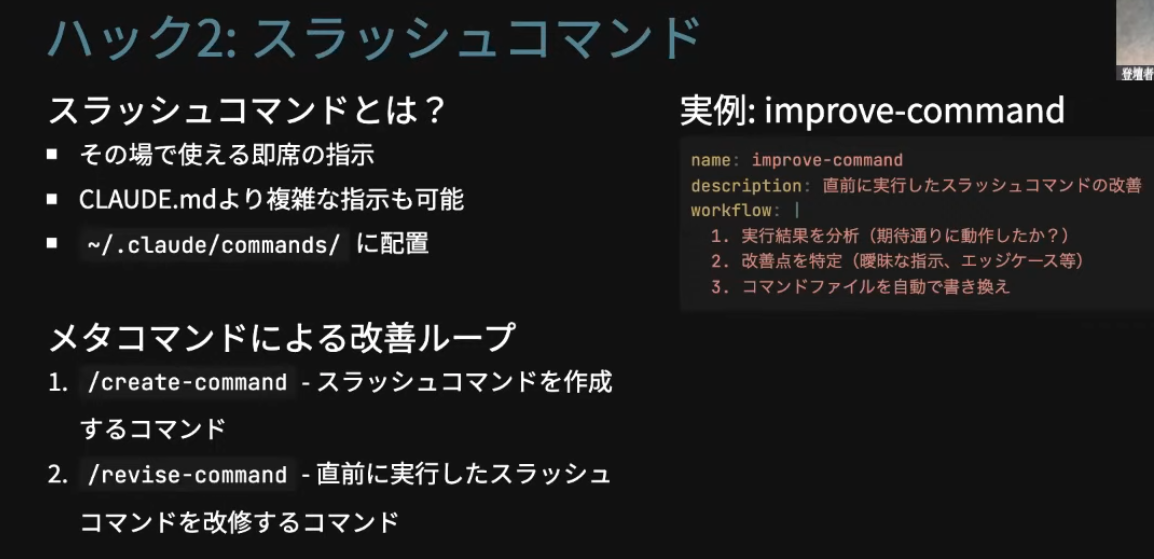 ハック2: スラッシュコマンド
登壇者
スラッシュコマンドとは？
■ その場で使える即席の指示
■ CLAUDE.mdより複雑な指示も可能
■ ~/.claude/commands/ に配置
メタコマンドによる改善ループ
1. /create-command - スラッシュコマンドを作成
するコマンド
2. /revise-command - 直前に実行したスラッシュ
コマンドを改修するコマンド
実例: improve-command
name: improve-command
description: 直前に実行したスラッシュコマンドの改善
workflow: |
1. 実行結果を分析（期待通りに動作したか？）
2. 改善点を特定（曖昧な指示、エッジケース等）
3. コマンドファイルを自動で書き換え